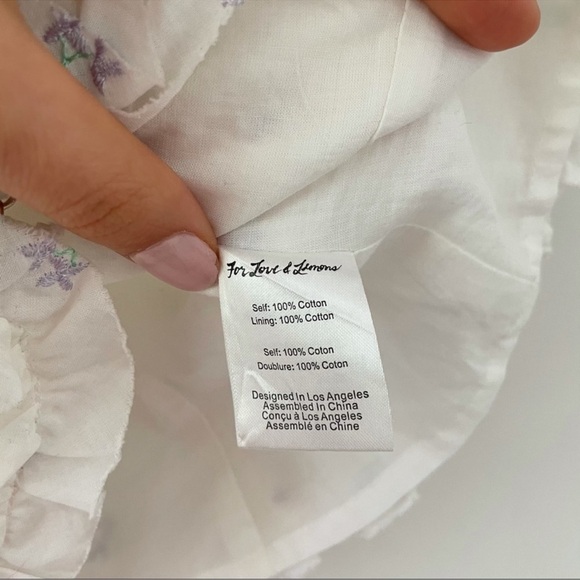 For Love & Lemons
Self: 100% Cotton
Lining: 100% Cotton
Self: 100% Coton
Doublure: 100% Coton
Designed In Los Angeles
Assembled In China
Conçu à Los Angeles
Assemblé en Chine